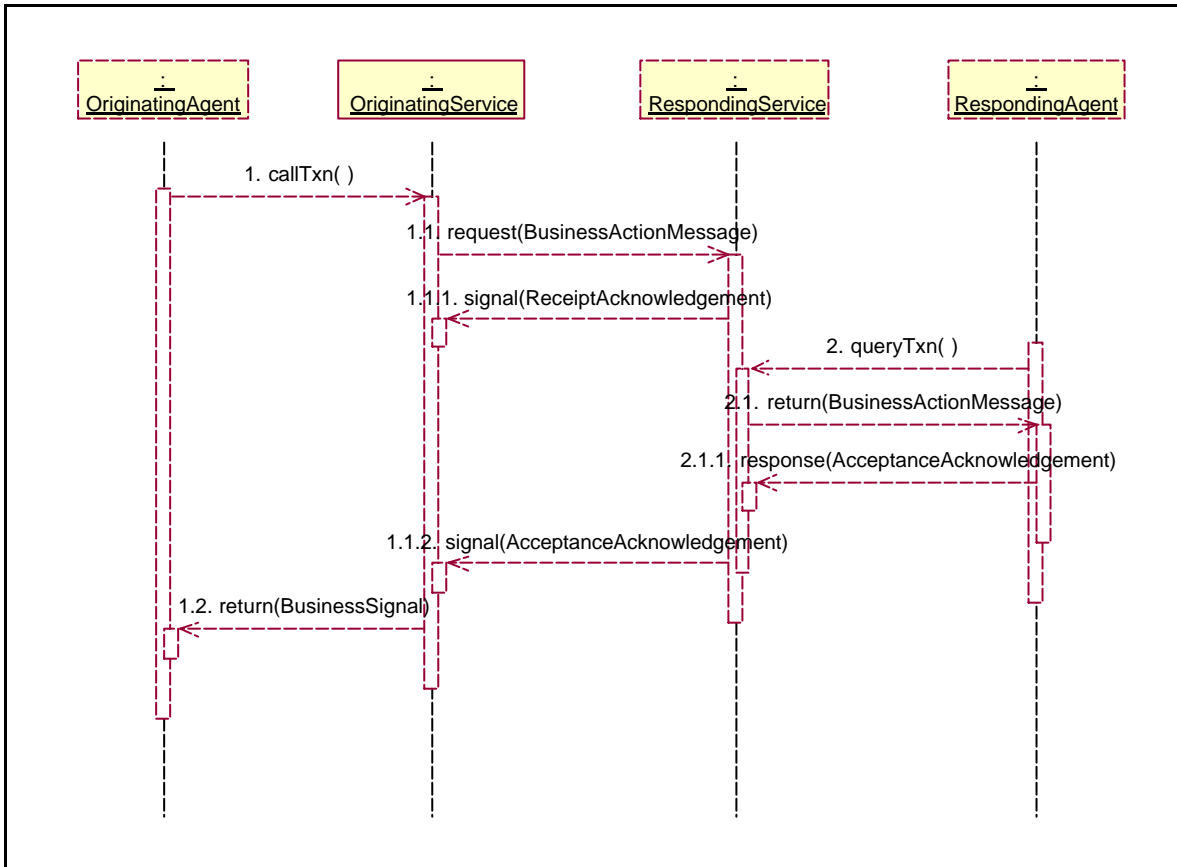 :
OriginatingAgent
:
OriginatingService
:
RespondingService
:
RespondingAgent
1. callTxn( )
1.1. request(BusinessActionMessage)
1.1.1. signal(ReceiptAcknowledgement)
2. queryTxn( )
2.1. return(BusinessActionMessage)
2.1.1. response(AcceptanceAcknowledgement)
1.1.2. signal(AcceptanceAcknowledgement)
1.2. return(BusinessSignal)